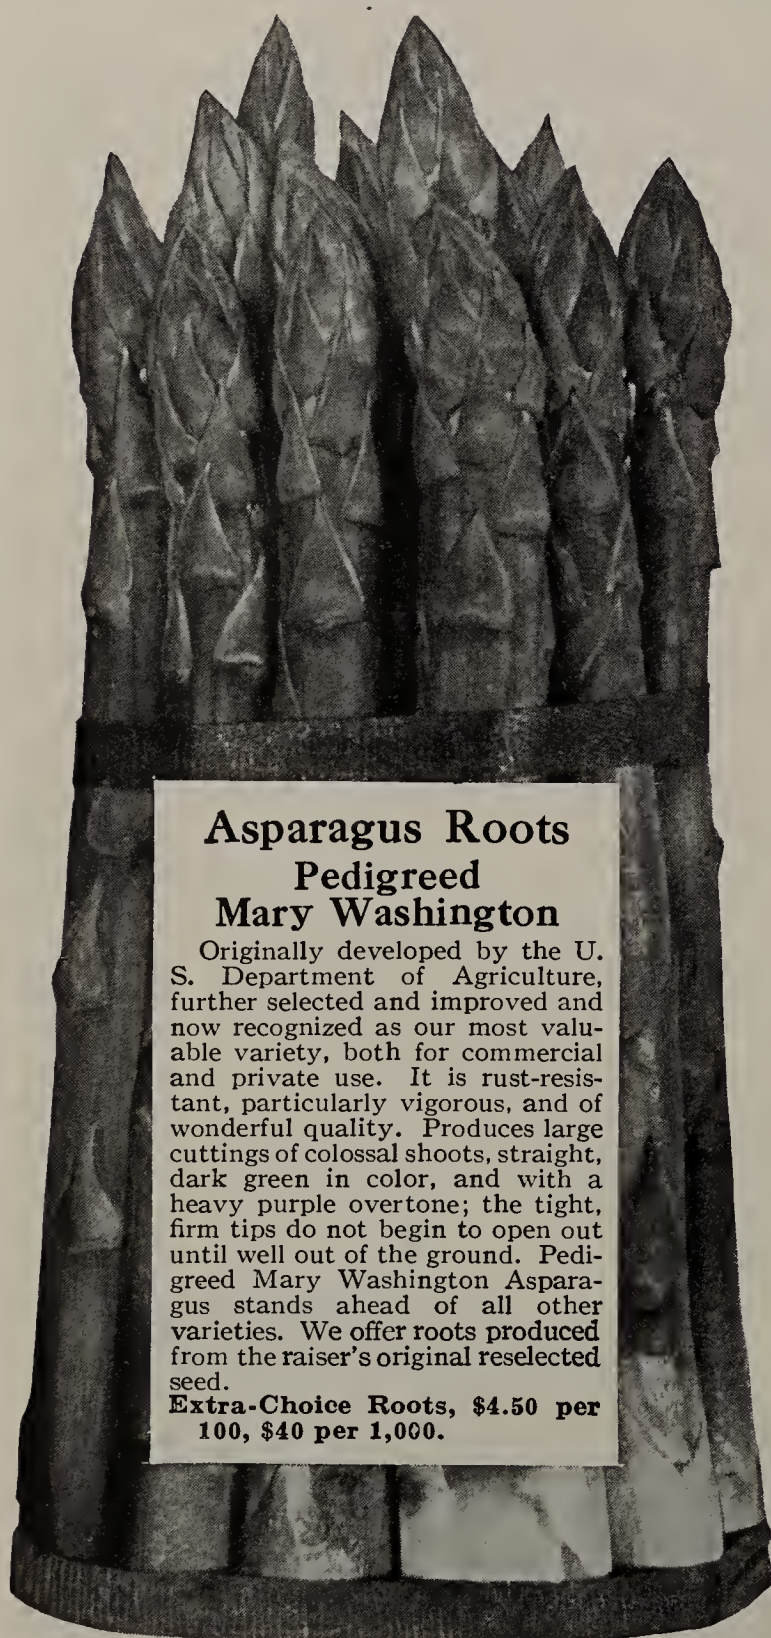 Asparagus Roots
Pedigreed
Mary Washington
Originally developed by the U.
S. Department of Agriculture,
further selected and improved and
now recognized as our most valu-
able variety, both for commercial
and private use. It is rust-resis-
tant, particularly vigorous, and of
wonderful quality. Produces large
cuttings of colossal shoots, straight,
dark green in color, and with a
heavy purple overtone; the tight,
firm tips do not begin to open out
until well out of the ground. Pedi-
greed Mary Washington Aspara-
gus stands ahead of all other
varieties. We offer roots produced
from the raiser's original reselected
seed.
Extra-Choice Roots, $4.50 per
100, $40 per 1,000.